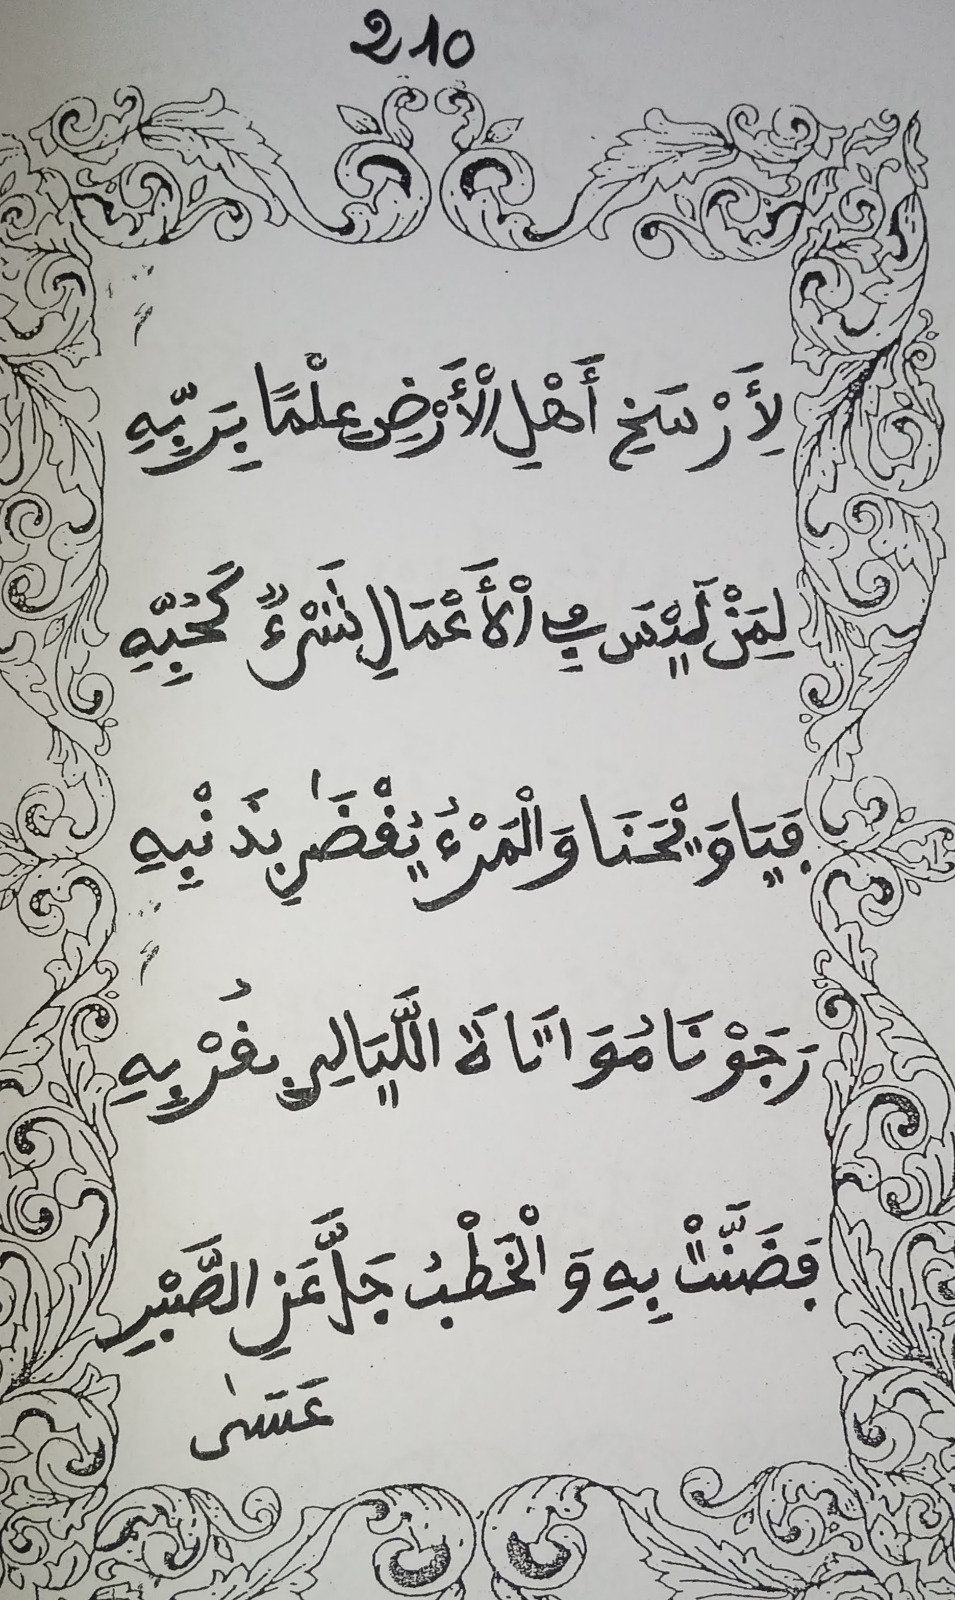 210
لِأَرْسَخِ أَهْلِ الْأَرْضِ عِلْمًا بِرَبِّهِ
لِمَنْ لَيْسَ فِي الْأَعْمَالِ شَرْءٌ كَحُبِّهِ
فَيَا وَيْحَنَا وَالْمَرْءُ يُقْضَى بِذَنْبِهِ
رَجَوْنَا مُوَاتَاةَ اللَّيَالِي بِقُرْبِهِ
فَضَنَّتْ بِهِ وَالْخَطْبُ جَلَّ عَنِ الصَّبْرِ
عَسَى